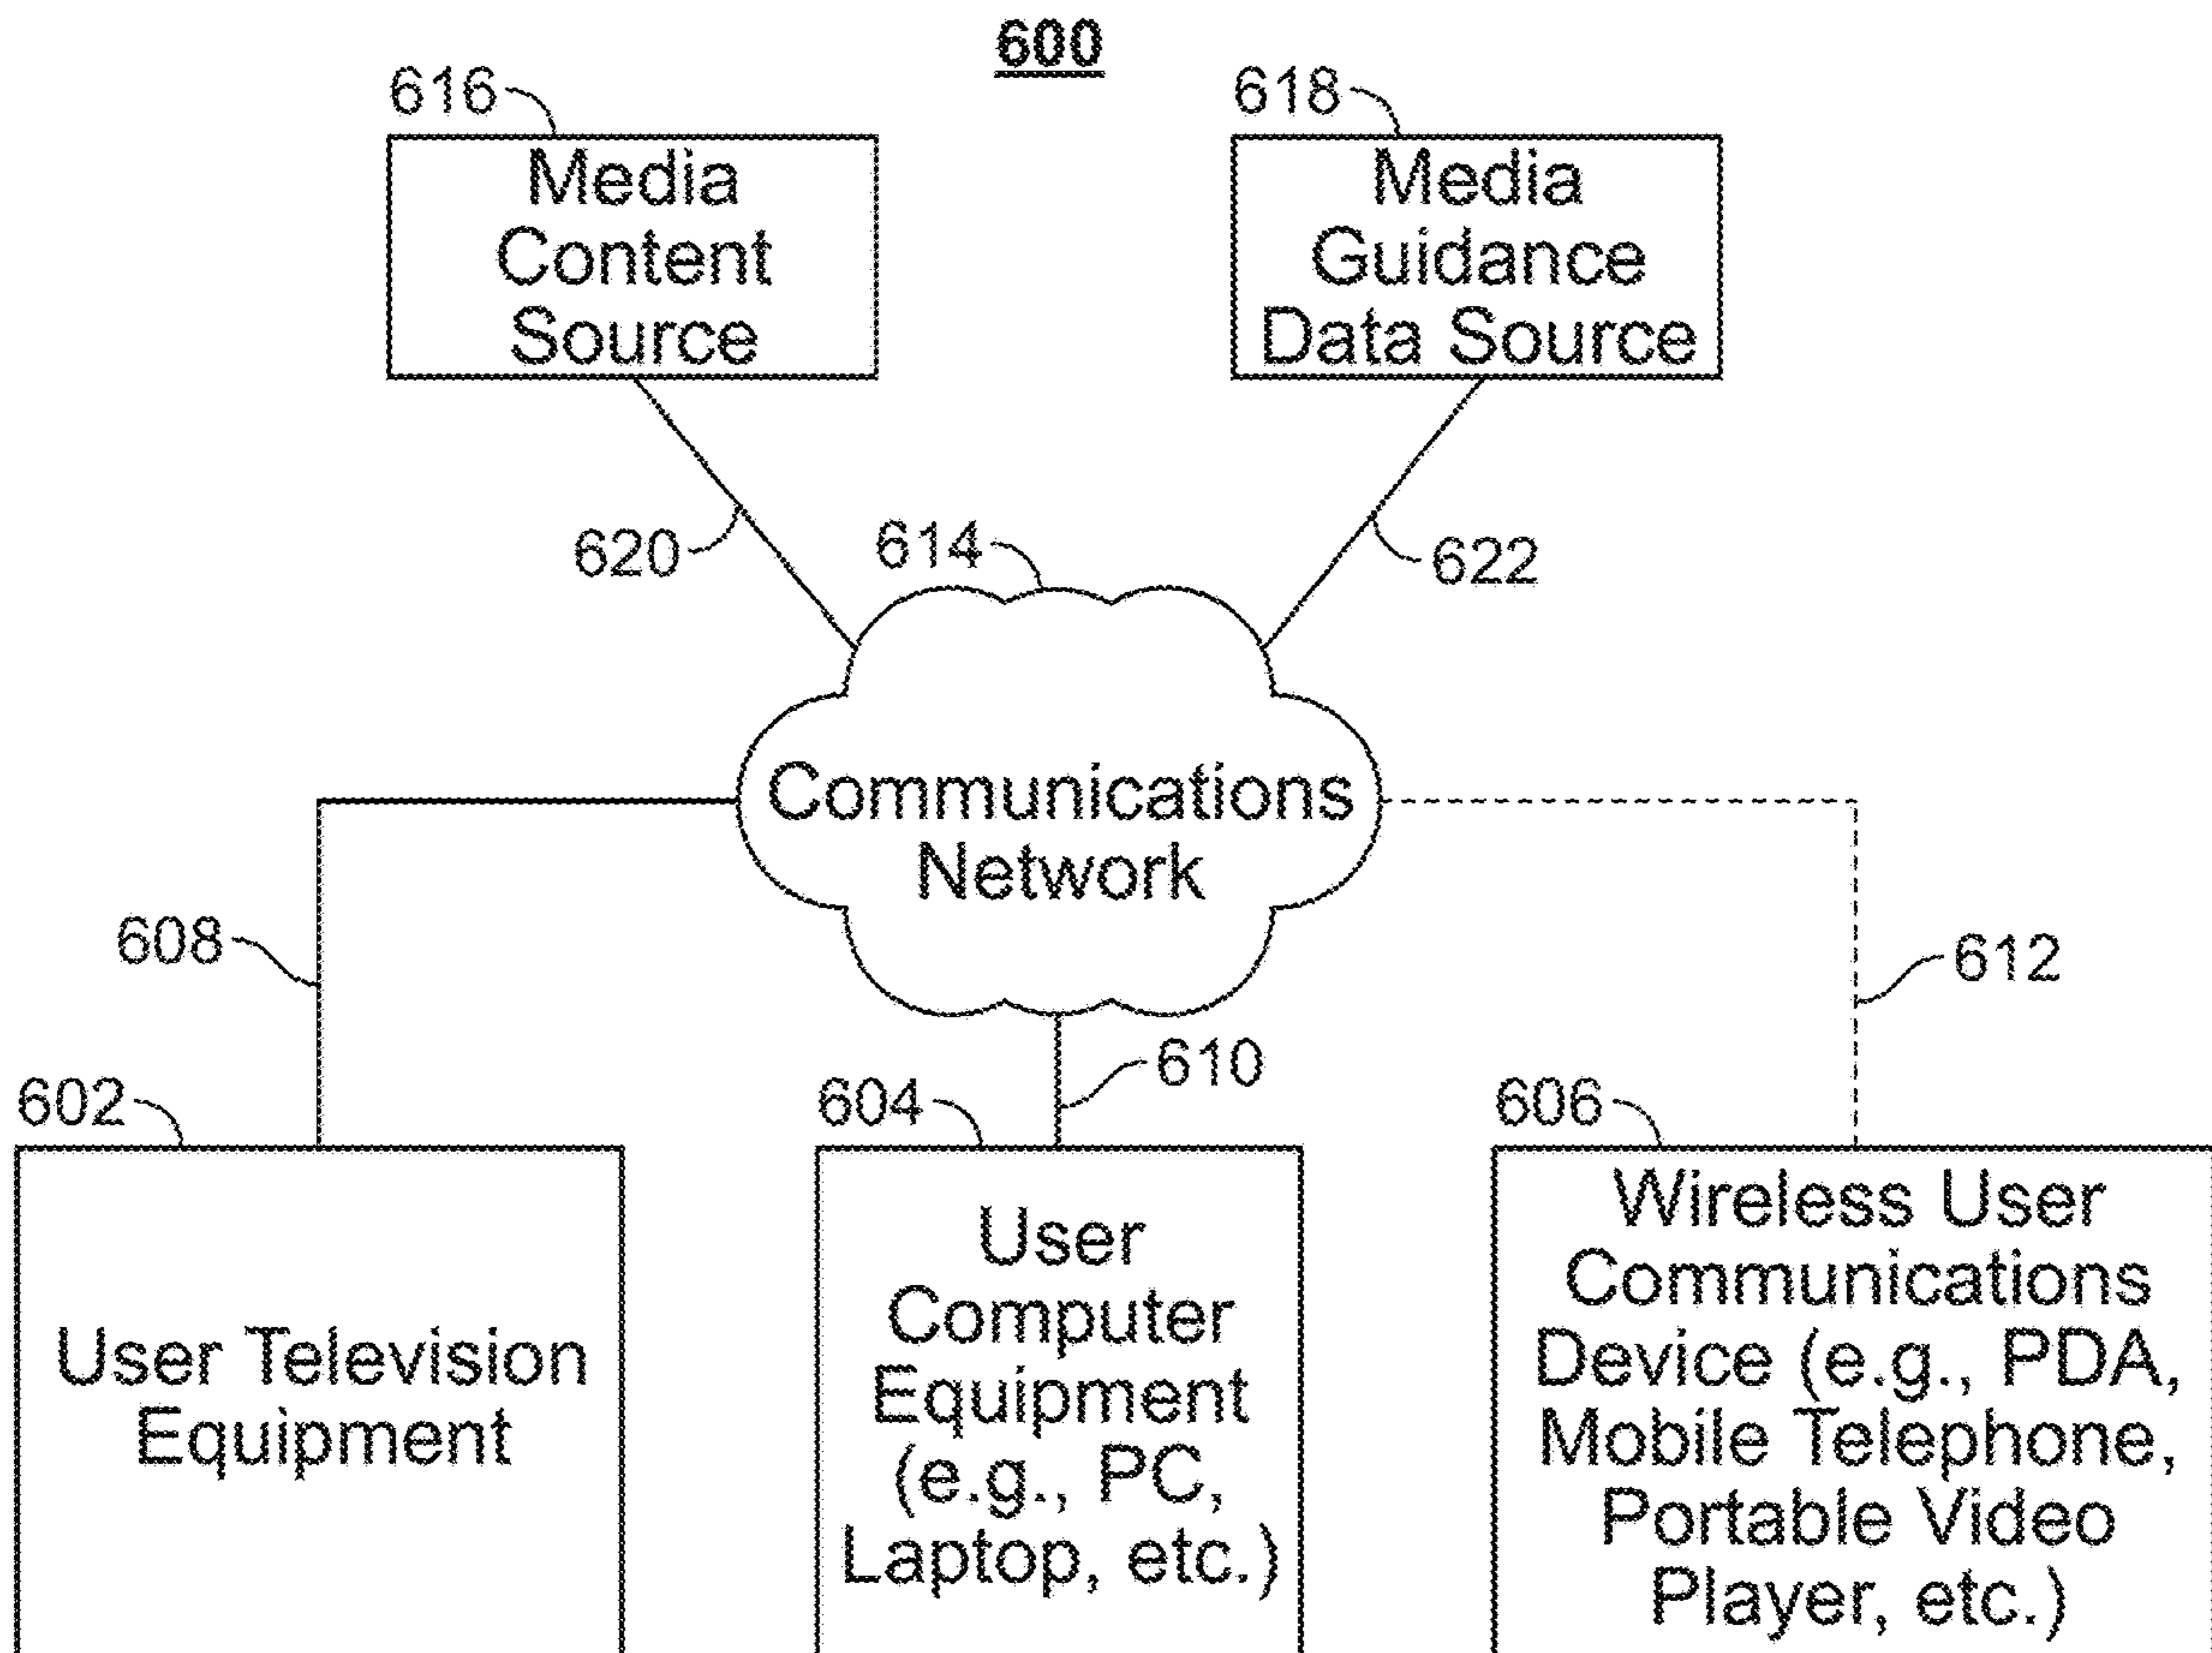 600
616
618
Media
Content
Source
Media
Guidance
Data Source
620
614
622
Communications
Network
608
612
610
602
604
606
User Television
Equipment
User
Computer
Equipment
(e.g., PC,
Laptop, etc.)
Wireless User
Communications
Device (e.g., PDA,
Mobile Telephone,
Portable Video
Player, etc.)